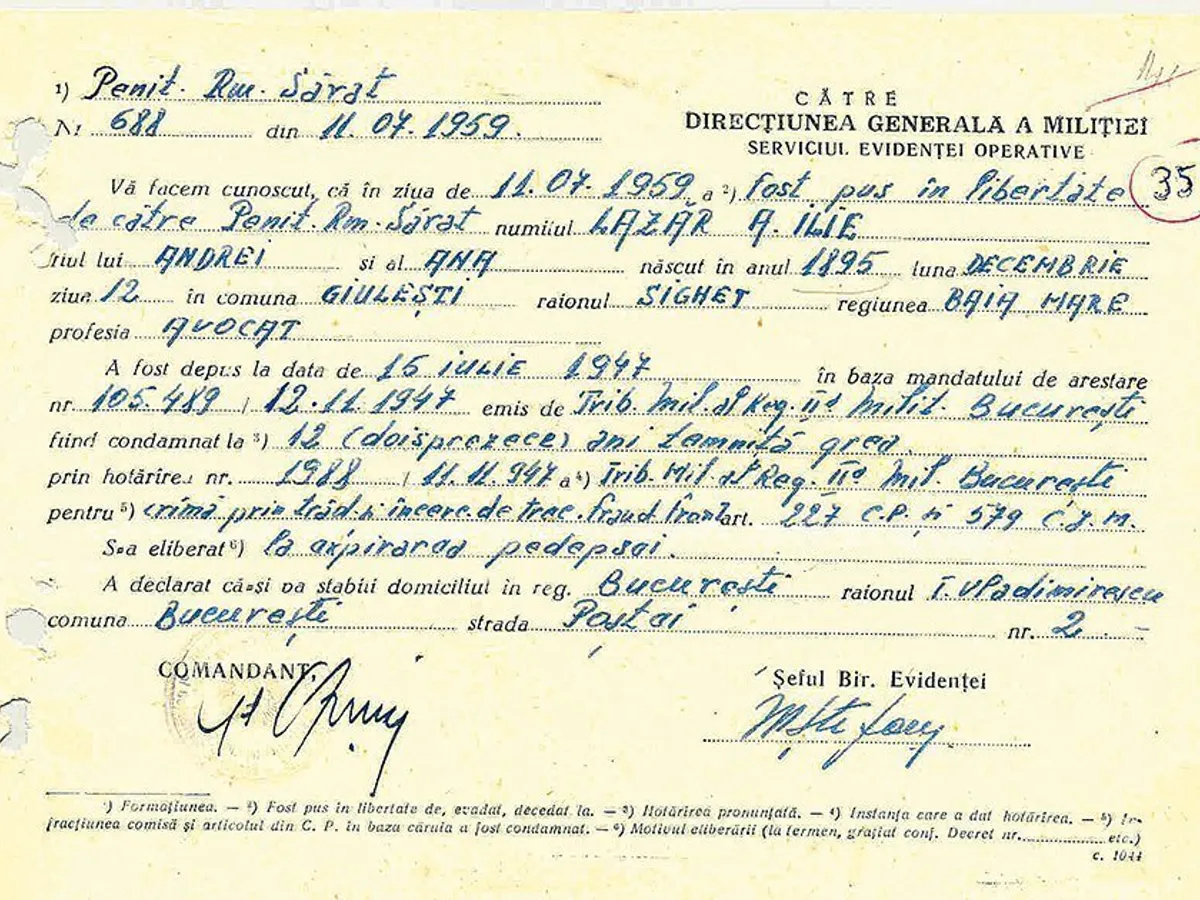 ¹) Penit. Rm. Sărat
Nr 688 din 11.07.1959.
CĂTRE
DIRECȚIUNEA GENERALĂ A MILIȚIEI
SERVICIUL EVIDENȚEI OPERATIVE
35
Vă facem cunoscut, că în ziua de 11.07.1959 a ²) fost pus în libertate
de către Penit. Rm. Sărat numitul LAZĂR A. ILIE
fiul lui ANDREI și al ANA născut în anul 1895 luna DECEMBRIE
ziua 12 în comuna GIULEȘTI raionul SIGHET regiunea BAIA MARE
profesia AVOCAT
A fost depus la data de 15 IULIE 1947 în baza mandatului de arestare
nr. 105.489 / 12.11.1947 emis de Trib. Mil. al Reg. IIa Milit. București
fiind condamnat la ³) 12 (doisprezece) ani temniță grea.
prin hotărîrea nr. 1988 / 11.11.947 a ⁴) Trib. Mil. al Reg. IIa Mil. București
pentru ⁵) crimă prin trăd. și încerc. de trec. fraud. front. art. 227 C.P. și 579 C.J.M.
S-a eliberat ⁶) la expirarea pedepsei.
A declarat că-și va stabili domiciliul în reg. București raionul T. Vladimirescu
comuna București strada Poștai nr. 2 -
COMANDANT,
Șeful Bir. Evidenței
¹) Formațiunea. — ²) Fost pus în libertate de, evadat, decedat la. — ³) Hotărîrea pronunțată. — ⁴) Instanța care a dat hotărîrea. — ⁵) In-
fracțiunea comisă și articolul din C. P. în baza căruia a fost condamnat. — ⁶) Motivul eliberării (la termen, grațiat conf. Decret nr. etc.)
c. 1044